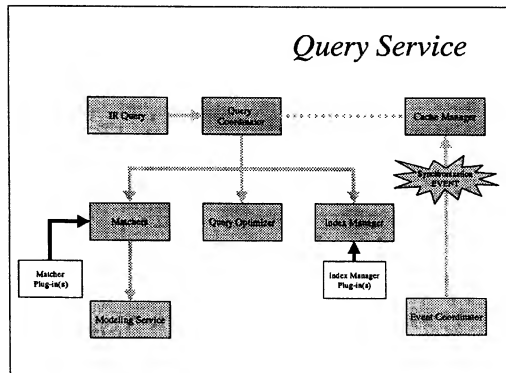 Query Service
IR Query
Query
Coordinator
Cache Manager
Synchronization
EVENT
Matchers
Query Optimizer
Index Manager
Matcher
Plug-in(s)
Index Manager
Plug-in(s)
Modeling Service
Event Coordinator